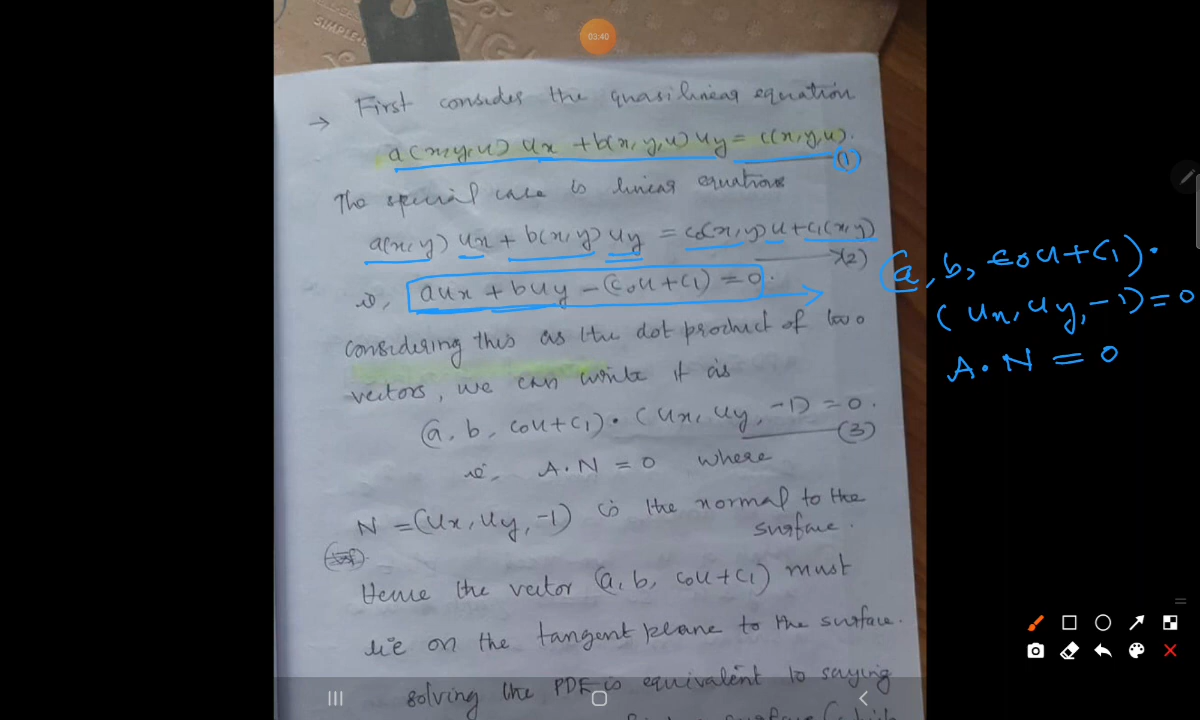 SIMPLE
SIG
03:40
→ First consider the quasilinear equation
a(x,y,u) ux + b(x,y,u) uy = c(x,y,u). (1)
The special case is linear equations
a(x,y) ux + b(x,y) uy = c0(x,y)u + c1(x,y) (2)
ie, aux + buy - (c0u + c1) = 0.
considering this as the dot product of two
vectors, we can write it as
(a, b, c0u + c1) · (ux, uy, -1) = 0. (3)
ie, A·N = 0 where
N = (ux, uy, -1) is the normal to the
surface.
Hence the vector (a, b, c0u + c1) must
lie on the tangent plane to the surface.
solving the PDE is equivalent to saying
(a, b, c0u + c1) ·
(ux, uy, -1) = 0
A·N = 0